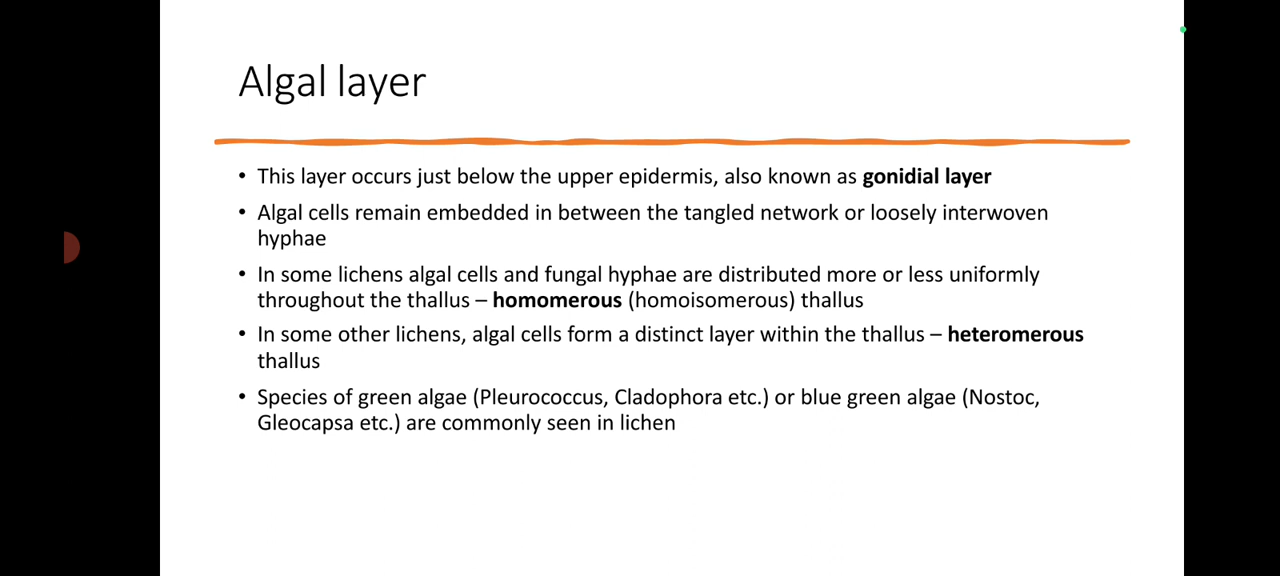 Algal layer
• This layer occurs just below the upper epidermis, also known as gonidial layer
• Algal cells remain embedded in between the tangled network or loosely interwoven
hyphae
• In some lichens algal cells and fungal hyphae are distributed more or less uniformly
throughout the thallus – homomerous (homoisomerous) thallus
• In some other lichens, algal cells form a distinct layer within the thallus – heteromerous
thallus
• Species of green algae (Pleurococcus, Cladophora etc.) or blue green algae (Nostoc,
Gleocapsa etc.) are commonly seen in lichen